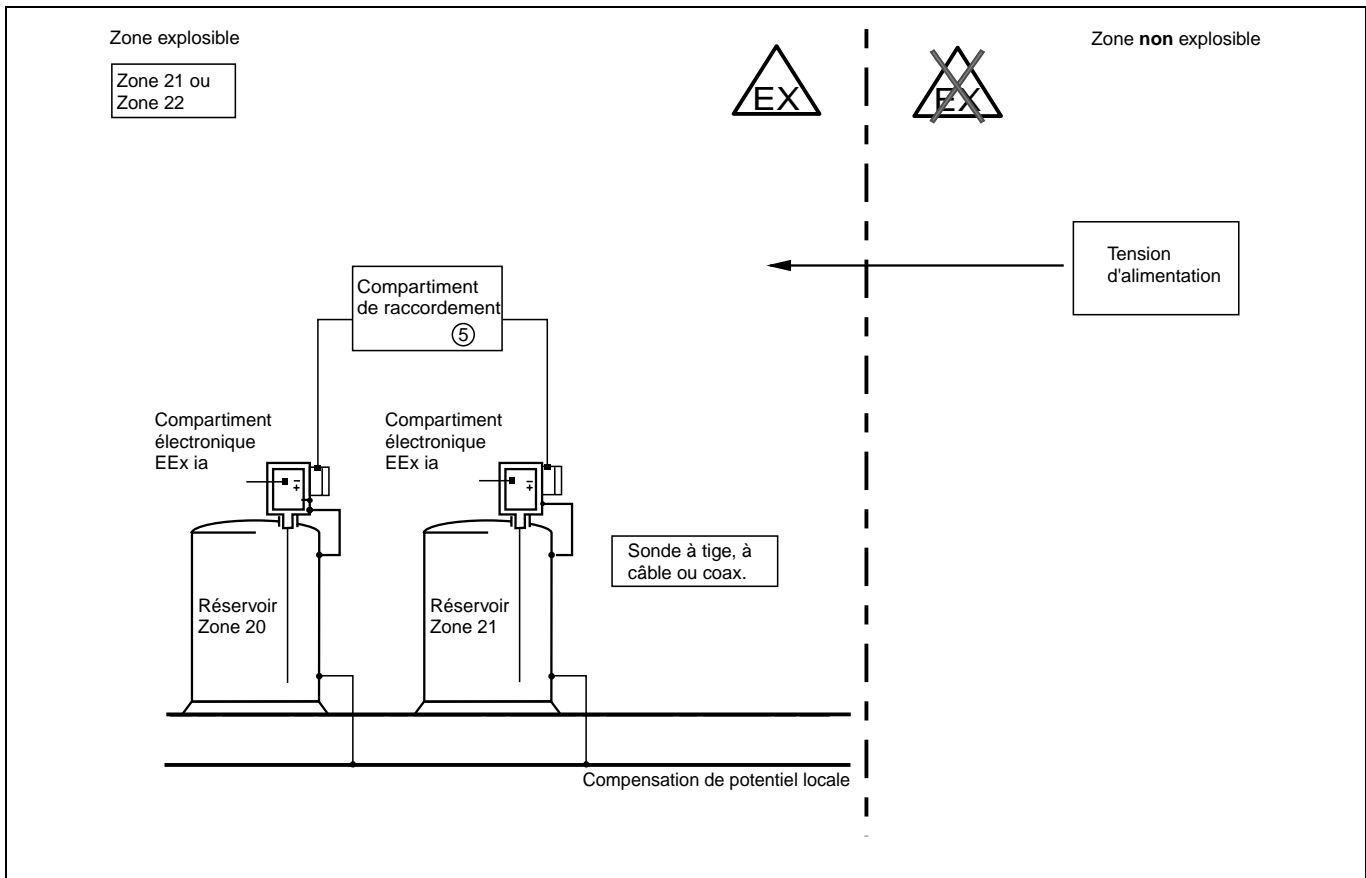 Zone explosible
Zone non explosible
Zone 21 ou
Zone 22
EX
EX
Tension
d'alimentation
Compartiment
de raccordement
5
Compartiment
électronique
EEx ia
Compartiment
électronique
EEx ia
Sonde à tige, à
câble ou coax.
Réservoir
Zone 20
Réservoir
Zone 21
Compensation de potentiel locale